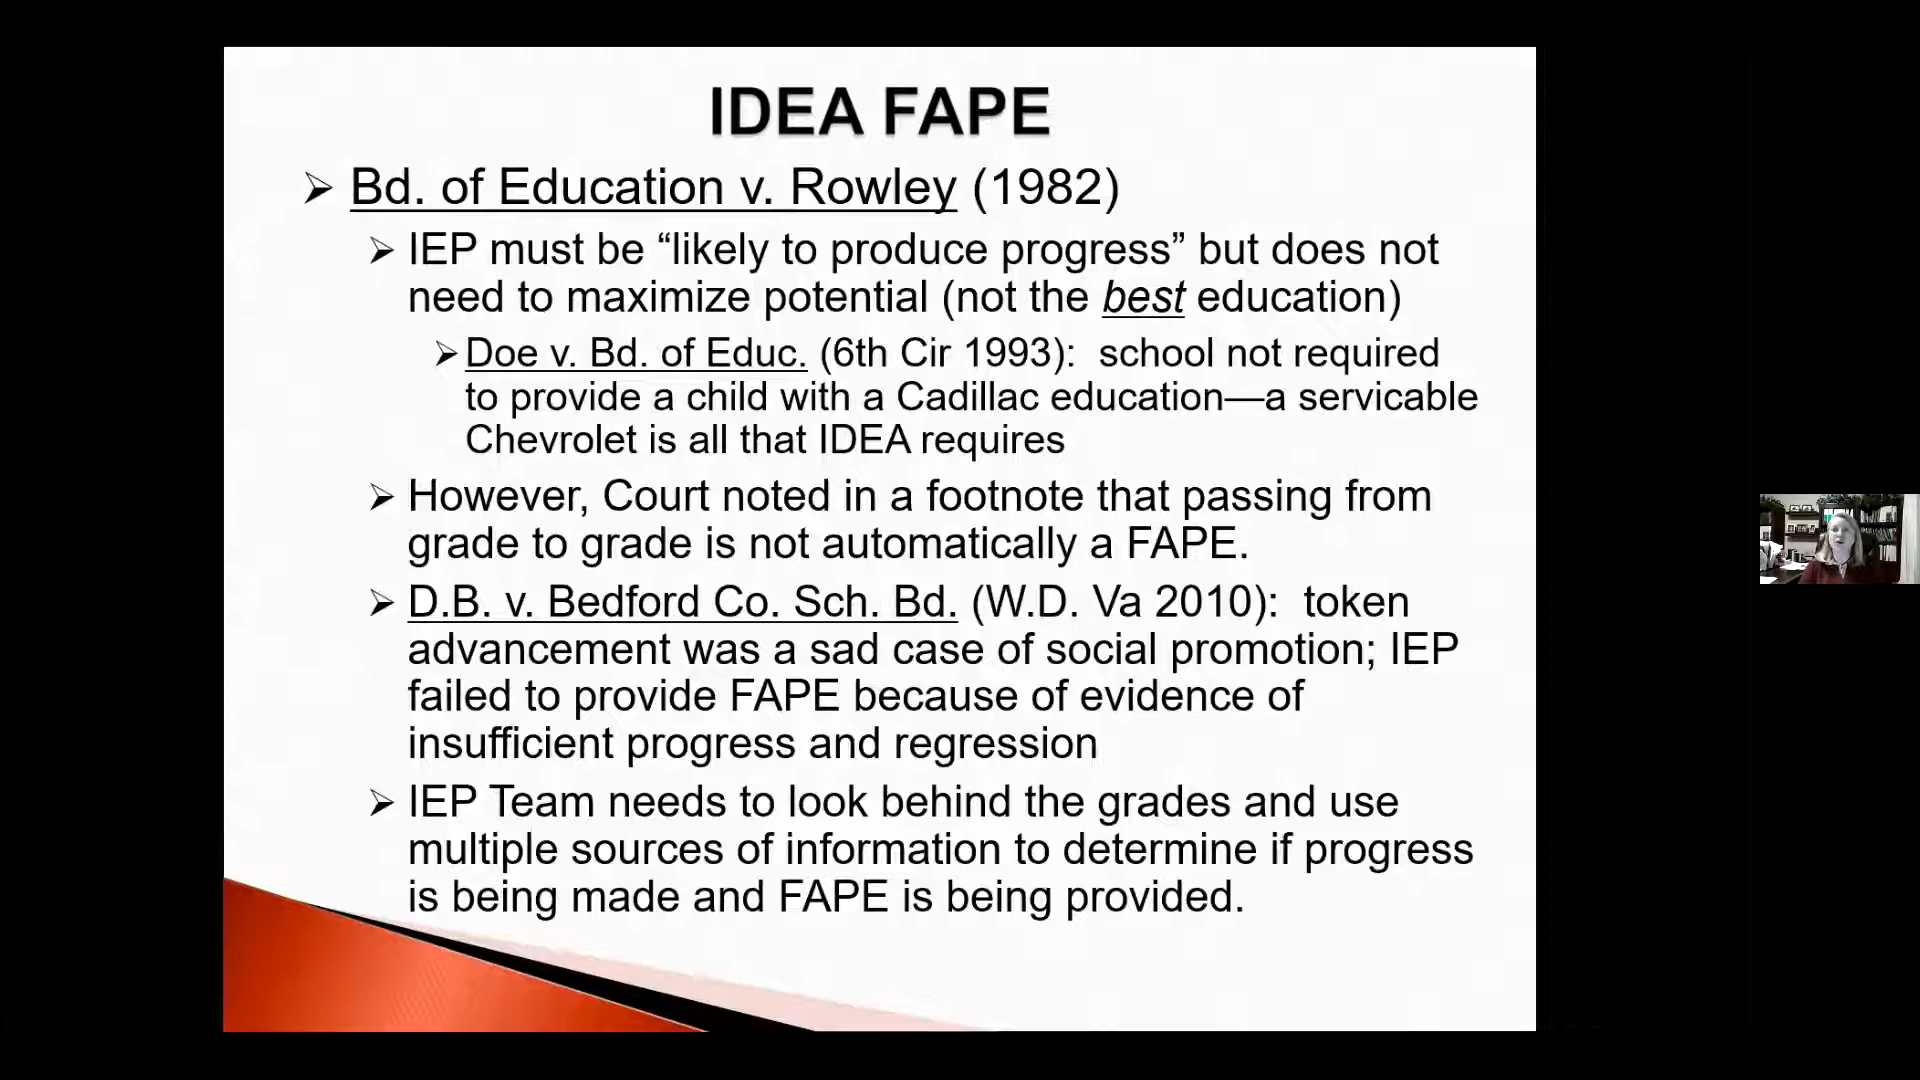 IDEA FAPE
Bd. of Education v. Rowley (1982)
IEP must be “likely to produce progress” but does not
need to maximize potential (not the best education)
Doe v. Bd. of Educ. (6th Cir 1993): school not required
to provide a child with a Cadillac education—a servicable
Chevrolet is all that IDEA requires
However, Court noted in a footnote that passing from
grade to grade is not automatically a FAPE.
D.B. v. Bedford Co. Sch. Bd. (W.D. Va 2010): token
advancement was a sad case of social promotion; IEP
failed to provide FAPE because of evidence of
insufficient progress and regression
IEP Team needs to look behind the grades and use
multiple sources of information to determine if progress
is being made and FAPE is being provided.